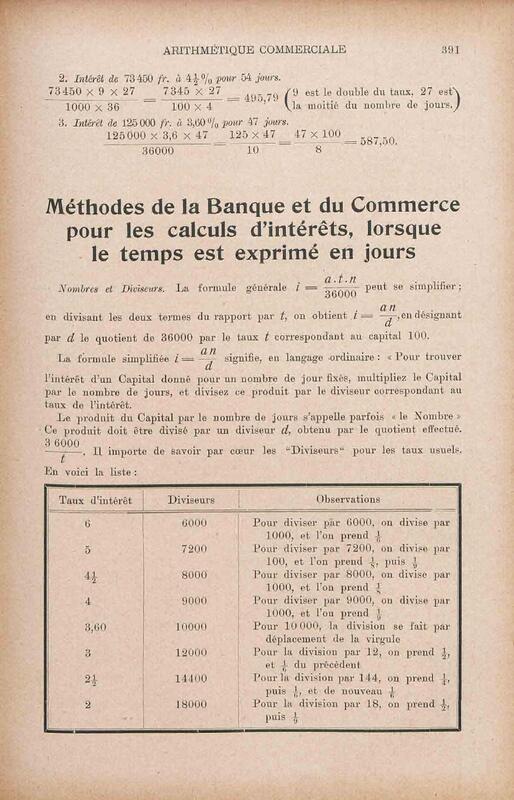 ARITHMÉTIQUE COMMERCIALE 391
2. Intérêt de 73 450 fr. à 4½% pour 54 jours.
73 450 × 9 × 27 / 1000 × 36 = 7345 × 27 / 100 × 4 = 495,79 (9 est le double du taux, 27 est
la moitié du nombre de jours.)
3. Intérêt de 125 000 fr. à 3,60% pour 47 jours.
125 000 × 3,6 × 47 / 36000 = 125 × 47 / 10 = 47 × 100 / 8 = 587,50.
Méthodes de la Banque et du Commerce
pour les calculs d'intérêts, lorsque
le temps est exprimé en jours
Nombres et Diviseurs. La formule générale i = a.t.n / 36000 peut se simplifier ;
en divisant les deux termes du rapport par t, on obtient i = an / d, en désignant
par d le quotient de 36000 par le taux t correspondant au capital 100.
La formule simplifiée i = an / d signifie, en langage ordinaire : « Pour trouver
l'intérêt d'un Capital donné pour un nombre de jour fixés, multipliez le Capital
par le nombre de jours, et divisez ce produit par le diviseur correspondant au
taux de l'intérêt.
Le produit du Capital par le nombre de jours s'appelle parfois « le Nombre »
Ce produit doit être divisé par un diviseur d, obtenu par le quotient effectué.
3 6000 / t. Il importe de savoir par cœur les "Diviseurs" pour les taux usuels.
En voici la liste :
Taux d'intérêt Diviseurs Observations
6 6000 Pour diviser par 6000, on divise par
1000, et l'on prend ⅙
5 7200 Pour diviser par 7200, on divise par
100, et l'on prend ⅛, puis ⅑
4½ 8000 Pour diviser par 8000, on divise par
1000, et l'on prend ⅛
4 9000 Pour diviser par 9000, on divise par
1000, et l'on prend ⅑
3,60 10000 Pour 10 000, la division se fait par
déplacement de la virgule
3 12000 Pour la division par 12, on prend ½,
et ⅙ du précédent
2½ 14400 Pour la division par 144, on prend ¼,
puis ⅙, et de nouveau ⅙
2 18000 Pour la division par 18, on prend ½,
puis ⅑